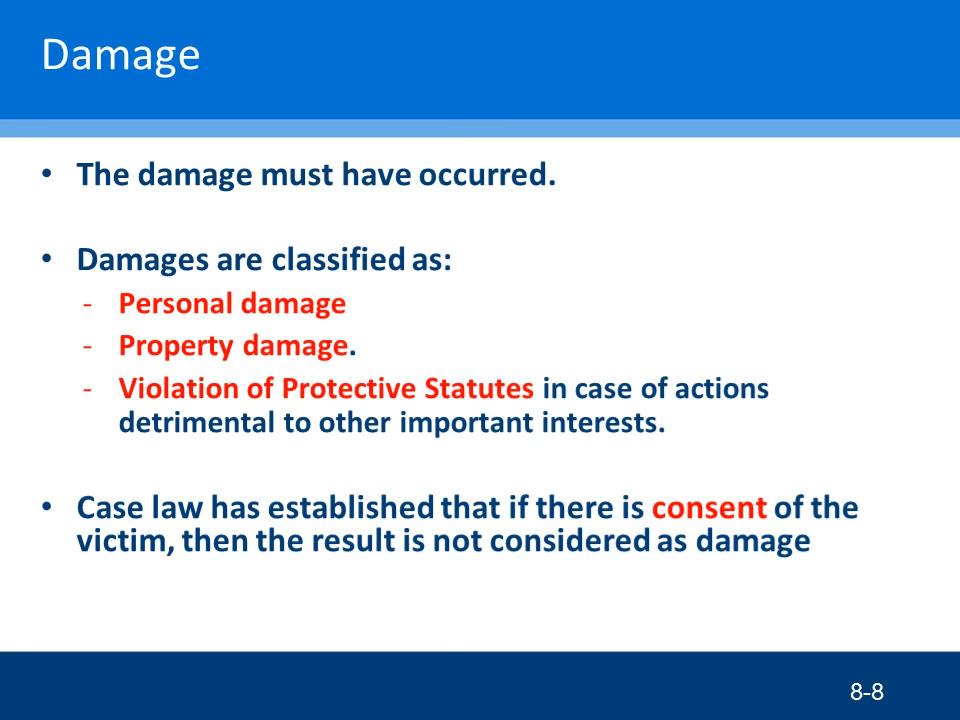 Damage
• The damage must have occurred.
• Damages are classified as:
- Personal damage
- Property damage.
- Violation of Protective Statutes in case of actions
detrimental to other important interests.
• Case law has established that if there is consent of the
victim, then the result is not considered as damage
8-8